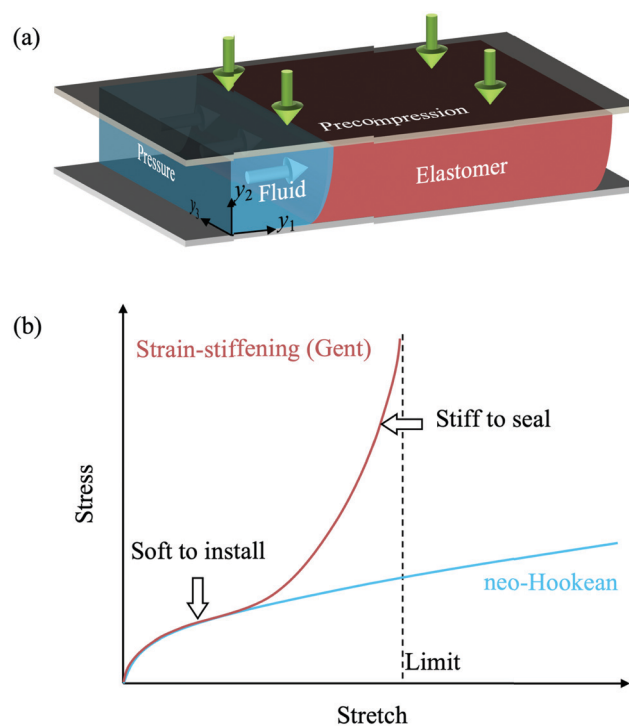 (a)
Precompression
Pressure
Fluid
Elastomer
y2
y3
y1
(b)
Strain-stiffening (Gent)
Stiff to seal
Soft to install
neo-Hookean
Limit
Stress
Stretch